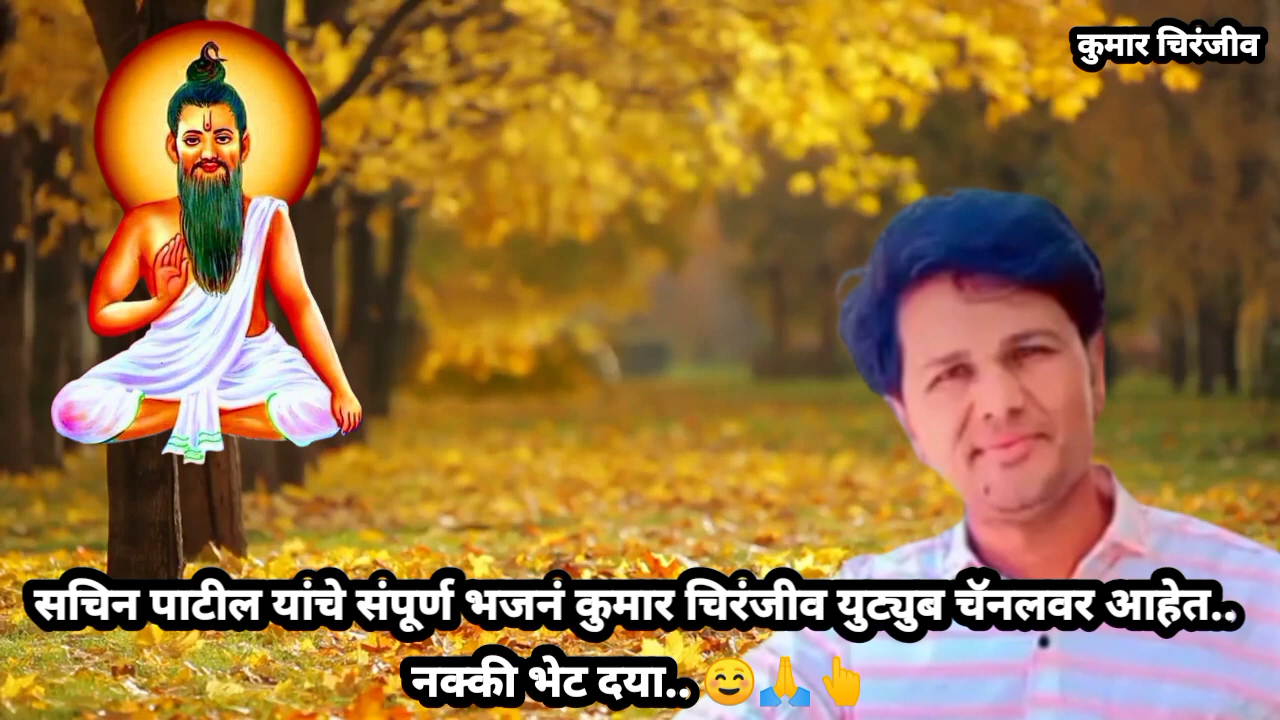 कुमार चिरंजीव
सचिन पाटील यांचे संपूर्ण भजनं कुमार चिरंजीव युट्युब चॅनलवर आहेत..
नक्की भेट दया..☺️🙏👆